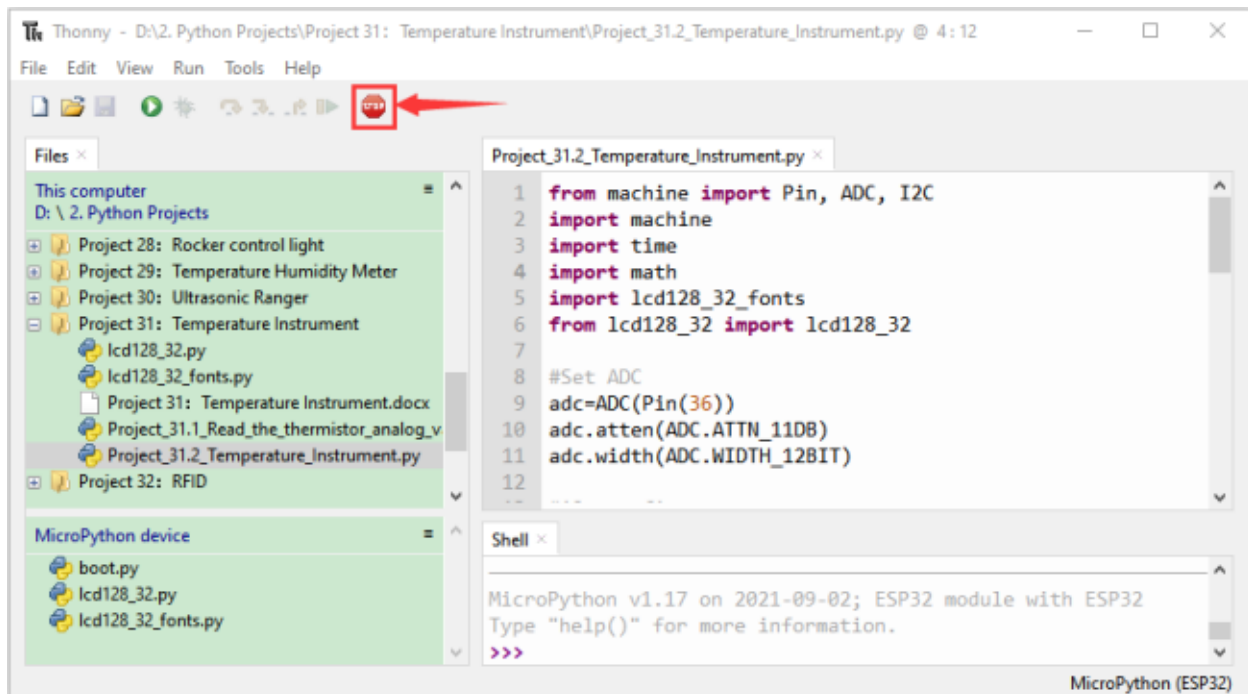 Thonny - D:\2. Python Projects\Project 31: Temperature Instrument\Project_31.2_Temperature_Instrument.py @ 4:12
File Edit View Run Tools Help
STOP
Files
This computer
D: \ 2. Python Projects
Project 28: Rocker control light
Project 29: Temperature Humidity Meter
Project 30: Ultrasonic Ranger
Project 31: Temperature Instrument
lcd128_32.py
lcd128_32_fonts.py
Project 31: Temperature Instrument.docx
Project_31.1_Read_the_thermistor_analog_v
Project_31.2_Temperature_Instrument.py
Project 32: RFID
MicroPython device
boot.py
lcd128_32.py
lcd128_32_fonts.py
Project_31.2_Temperature_Instrument.py
1 from machine import Pin, ADC, I2C
2 import machine
3 import time
4 import math
5 import lcd128_32_fonts
6 from lcd128_32 import lcd128_32
7
8 #Set ADC
9 adc=ADC(Pin(36))
10 adc.atten(ADC.ATTN_11DB)
11 adc.width(ADC.WIDTH_12BIT)
12
Shell
MicroPython v1.17 on 2021-09-02; ESP32 module with ESP32
Type "help()" for more information.
>>>
MicroPython (ESP32)